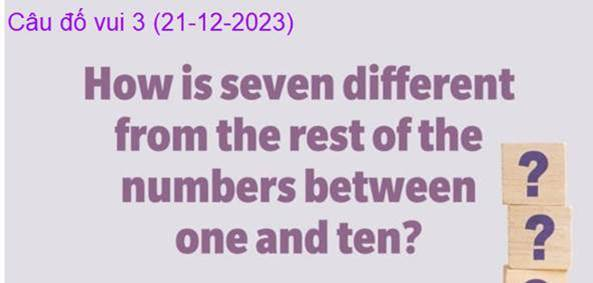 Câu đố vui 3 (21-12-2023)
How is seven different
from the rest of the
numbers between
one and ten?
?
?